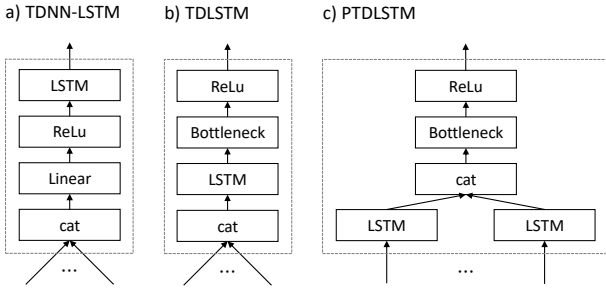 a) TDNN-LSTM
LSTM
ReLu
Linear
cat
...
b) TDLSTM
ReLu
Bottleneck
LSTM
cat
...
c) PTDLSTM
ReLu
Bottleneck
cat
LSTM LSTM
...